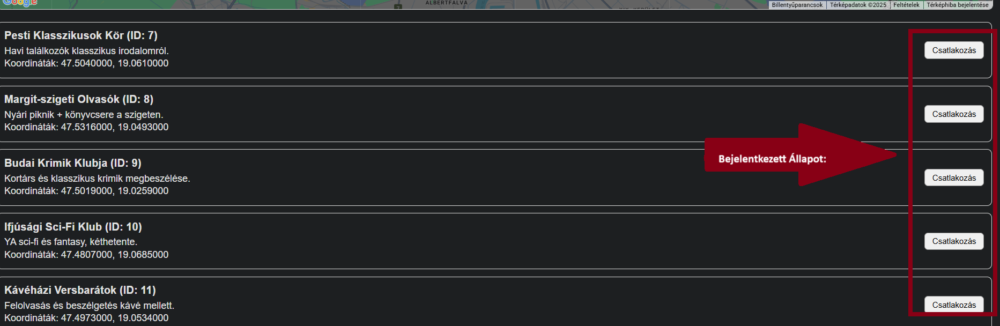 Google
ALBERTFALVA
7
XIX. KERÜLET
Billentyűparancsok
Térképadatok ©2025
Feltételek
Térképhiba bejelentése
Pesti Klasszikusok Kör (ID: 7)
Havi találkozók klasszikus irodalomról.
Koordináták: 47.5040000, 19.0610000
Csatlakozás
Margit-szigeti Olvasók (ID: 8)
Nyári piknik + könyvcsere a szigeten.
Koordináták: 47.5316000, 19.0493000
Csatlakozás
Bejelentkezett Állapot:
Budai Krimik Klubja (ID: 9)
Kortárs és klasszikus krimik megbeszélése.
Koordináták: 47.5019000, 19.0259000
Csatlakozás
Ifjúsági Sci-Fi Klub (ID: 10)
YA sci-fi és fantasy, kéthetente.
Koordináták: 47.4807000, 19.0685000
Csatlakozás
Kávéházi Versbarátok (ID: 11)
Felolvasás és beszélgetés kávé mellett.
Koordináták: 47.4973000, 19.0534000
Csatlakozás